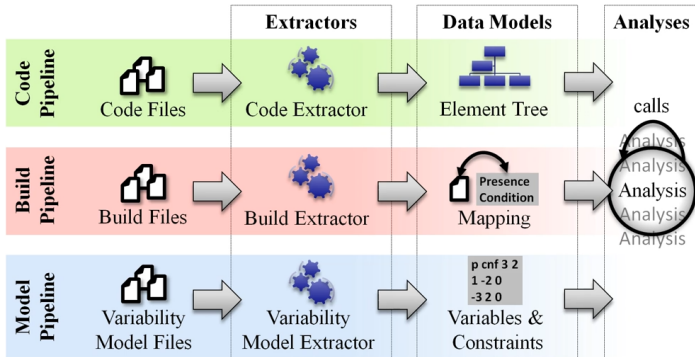 Extractors
Data Models
Analyses
Code
Pipeline
Code Files
Code Extractor
Element Tree
calls
Build
Pipeline
Build Files
Build Extractor
Presence
Condition
Mapping
Analysis
Analysis
Analysis
Analysis
Analysis
Model
Pipeline
Variability
Model Files
Variability
Model Extractor
p cnf 3 2
1 -2 0
-3 2 0
Variables &
Constraints